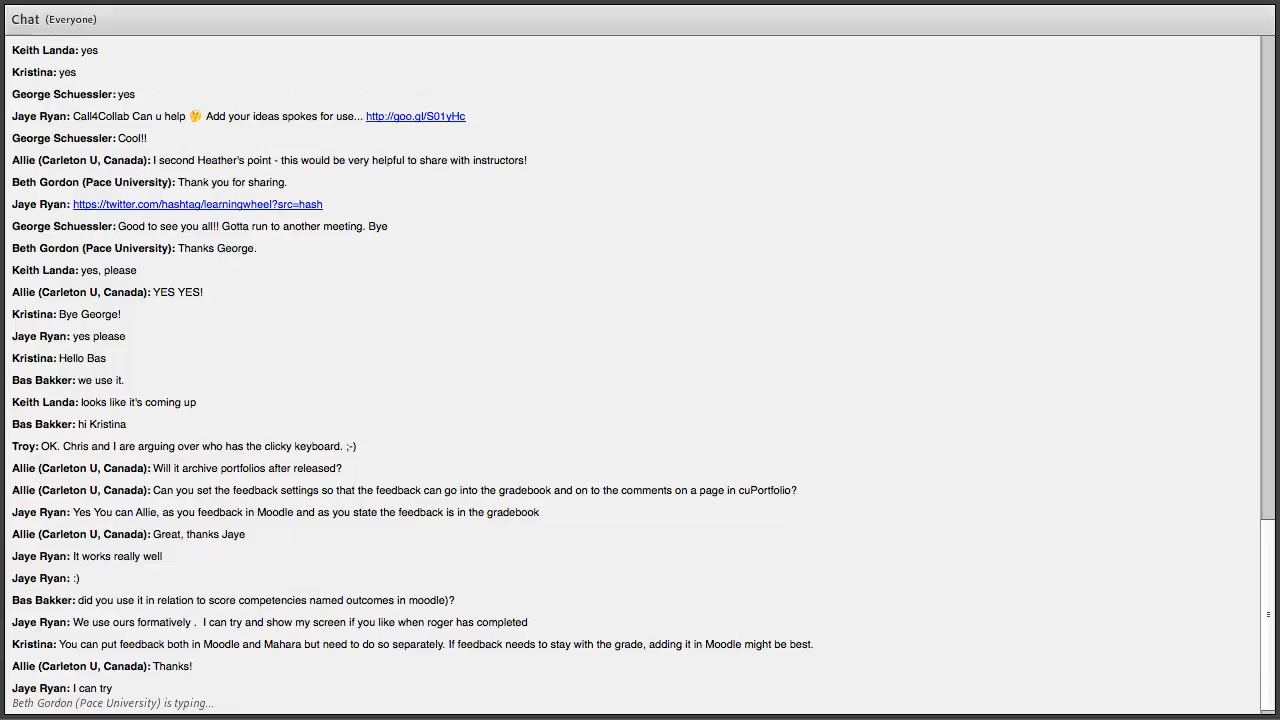 Chat (Everyone)
Keith Landa: yes
Kristina: yes
George Schuessler: yes
Jaye Ryan: Call4Collab Can u help 🤔 Add your ideas spokes for use... http://goo.gl/S01yHc
George Schuessler: Cool!!
Allie (Carleton U, Canada): I second Heather's point - this would be very helpful to share with instructors!
Beth Gordon (Pace University): Thank you for sharing.
Jaye Ryan: https://twitter.com/hashtag/learningwheel?src=hash
George Schuessler: Good to see you all!! Gotta run to another meeting. Bye
Beth Gordon (Pace University): Thanks George.
Keith Landa: yes, please
Allie (Carleton U, Canada): YES YES!
Kristina: Bye George!
Jaye Ryan: yes please
Kristina: Hello Bas
Bas Bakker: we use it.
Keith Landa: looks like it's coming up
Bas Bakker: hi Kristina
Troy: OK. Chris and I are arguing over who has the clicky keyboard. ;-)
Allie (Carleton U, Canada): Will it archive portfolios after released?
Allie (Carleton U, Canada): Can you set the feedback settings so that the feedback can go into the gradebook and on to the comments on a page in cuPortfolio?
Jaye Ryan: Yes You can Allie, as you feedback in Moodle and as you state the feedback is in the gradebook
Allie (Carleton U, Canada): Great, thanks Jaye
Jaye Ryan: It works really well
Jaye Ryan: :)
Bas Bakker: did you use it in relation to score competencies named outcomes in moodle)?
Jaye Ryan: We use ours formatively . I can try and show my screen if you like when roger has completed
Kristina: You can put feedback both in Moodle and Mahara but need to do so separately. If feedback needs to stay with the grade, adding it in Moodle might be best.
Allie (Carleton U, Canada): Thanks!
Jaye Ryan: I can try
Beth Gordon (Pace University) is typing...